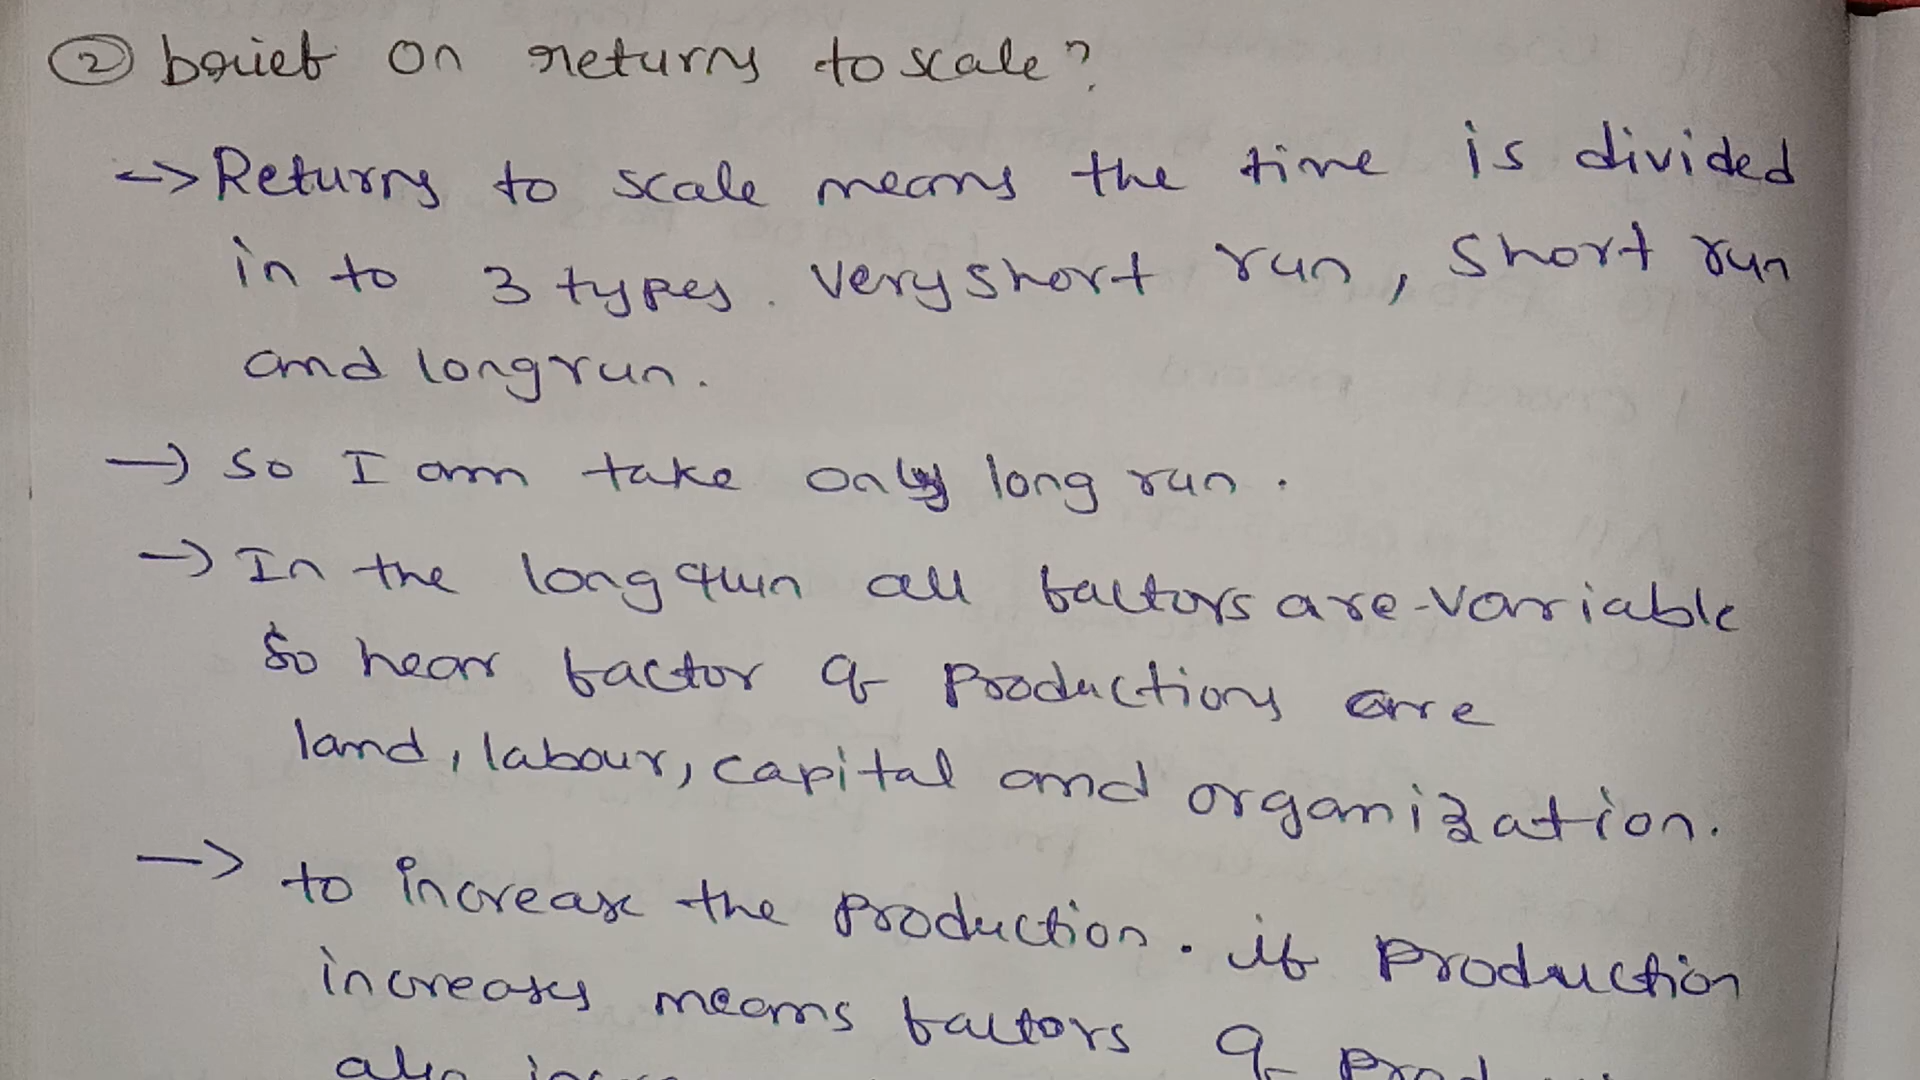 ② brief on returns to scale?
-> Returns to scale means the time is divided
in to 3 types. very short run, short run
and long run.
-> so I am take only long run.
-> In the long run all factors are variable
So hear factor of productions are
land, labour, capital and organization.
-> to increase the production. if production
increases means factors of
also